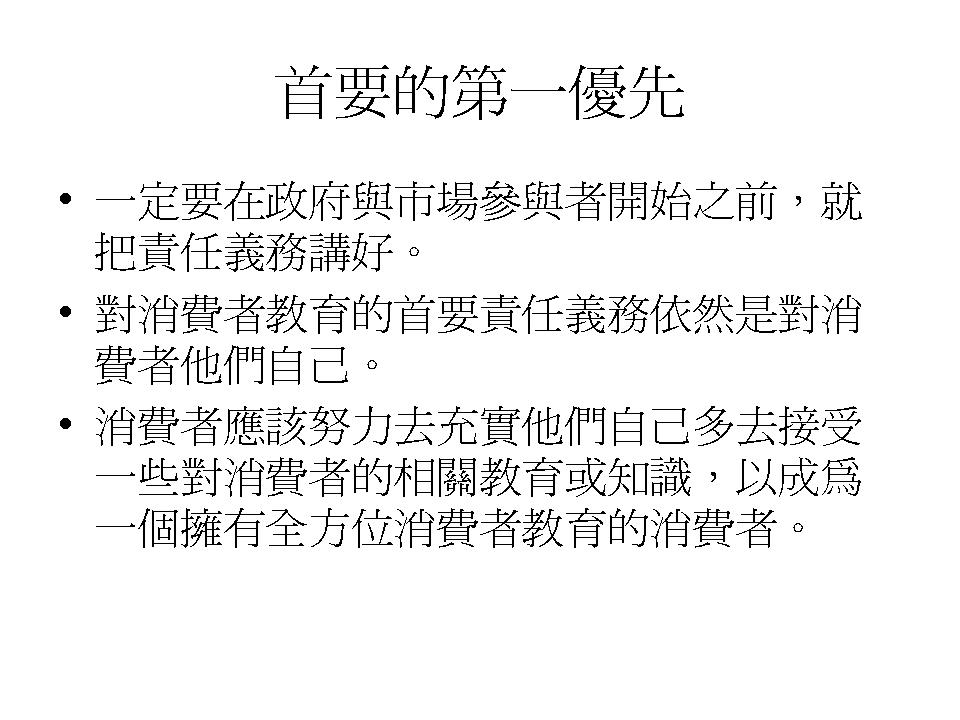 首要的第一優先
• 一定要在政府與市場參與者開始之前，就
把責任義務講好。
• 對消費者教育的首要責任義務依然是對消
費者他們自己。
• 消費者應該努力去充實他們自己多去接受
一些對消費者的相關教育或知識，以成為
一個擁有全方位消費者教育的消費者。